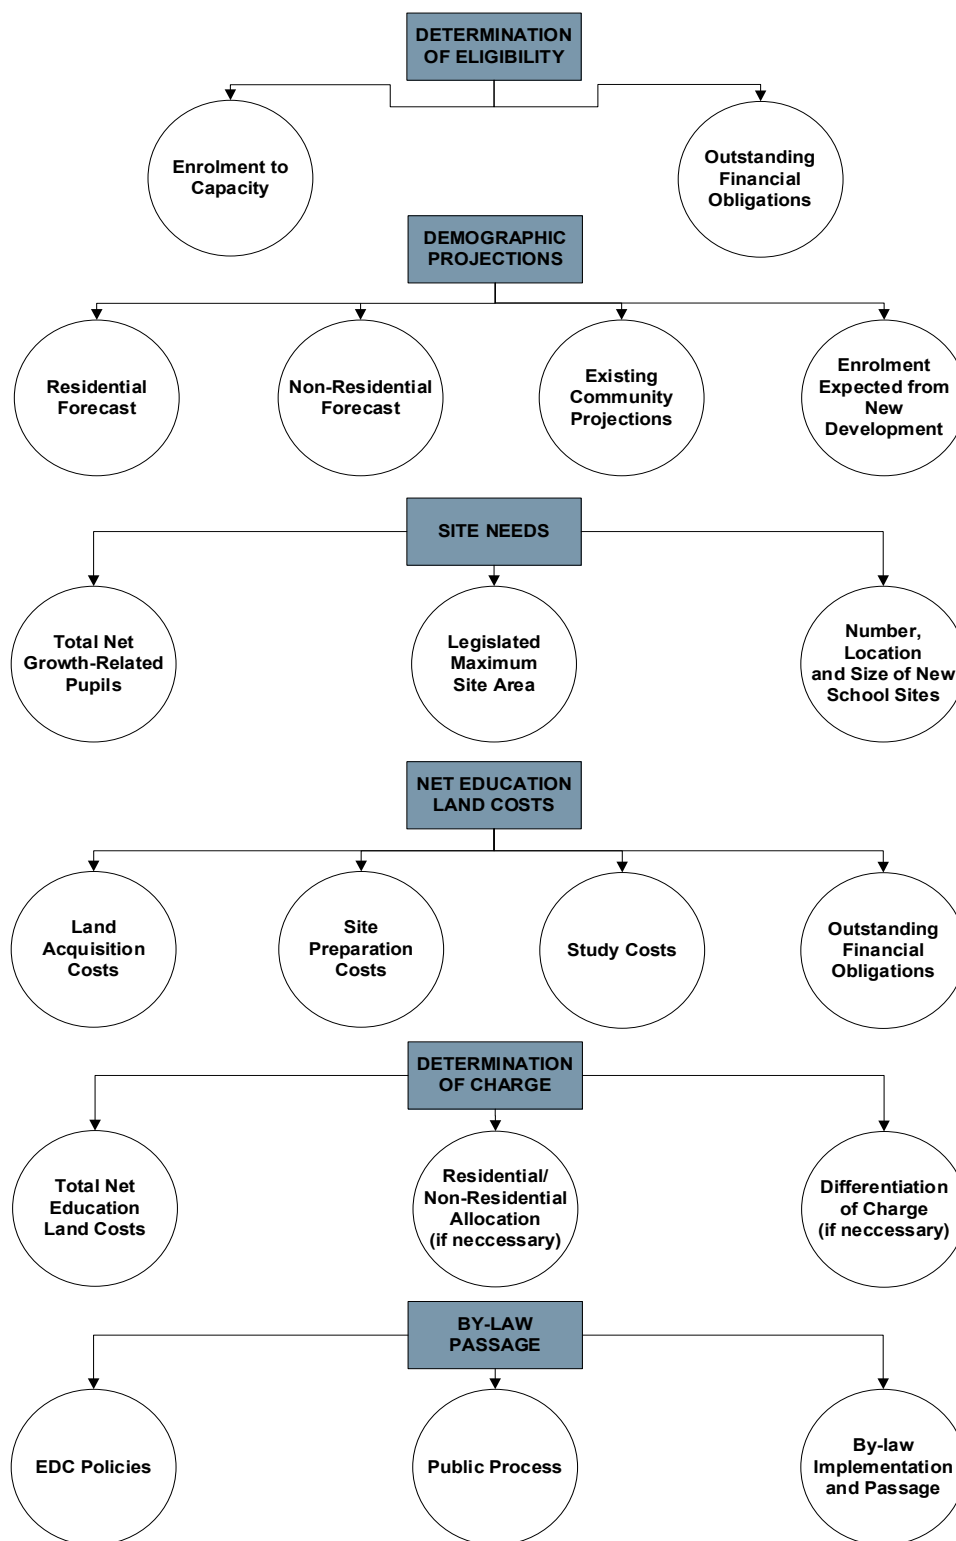 DETERMINATION
OF ELIGIBILITY
Enrolment to
Capacity
Outstanding
Financial
Obligations
DEMOGRAPHIC
PROJECTIONS
Residential
Forecast
Non-Residential
Forecast
Existing
Community
Projections
Enrolment
Expected from
New
Development
SITE NEEDS
Total Net
Growth-Related
Pupils
Legislated
Maximum
Site Area
Number,
Location
and Size of New
School Sites
NET EDUCATION
LAND COSTS
Land
Acquisition
Costs
Site
Preparation
Costs
Study Costs
Outstanding
Financial
Obligations
DETERMINATION
OF CHARGE
Total Net
Education
Land Costs
Residential/
Non-Residential
Allocation
(if neccessary)
Differentiation
of Charge
(if neccessary)
BY-LAW
PASSAGE
EDC Policies
Public Process
By-law
Implementation
and Passage